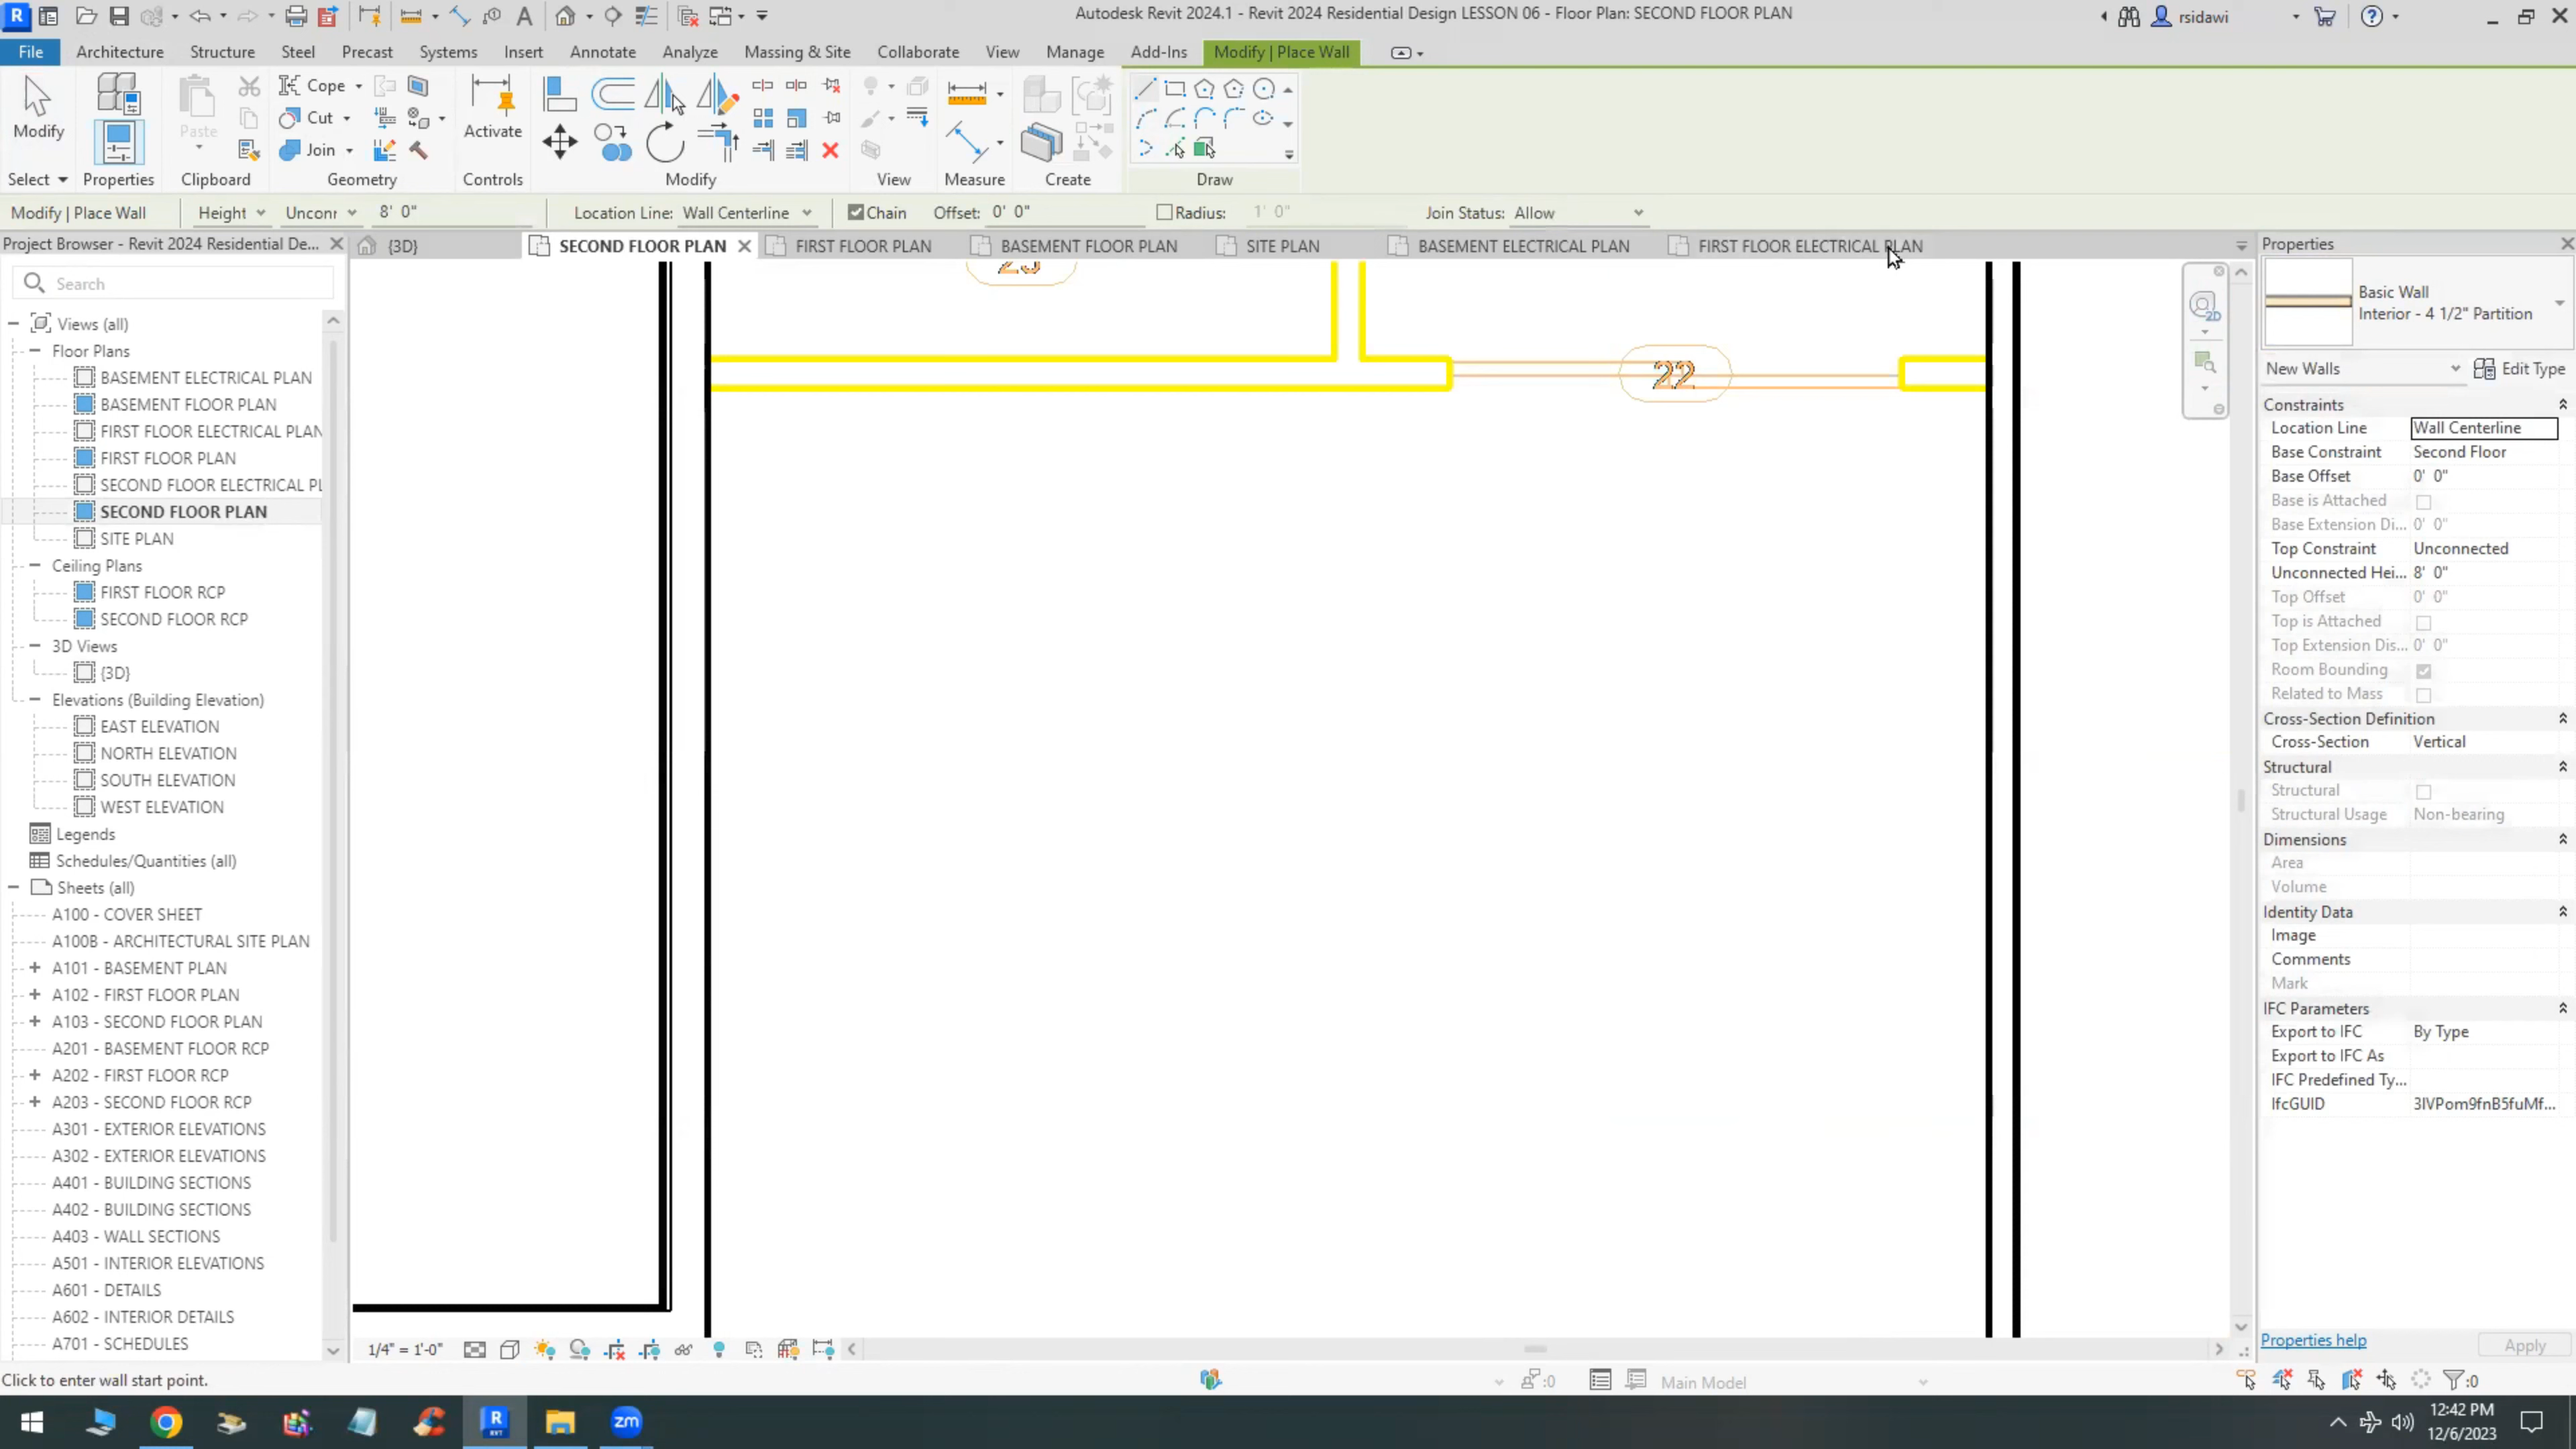 Autodesk Revit 2024.1 - Revit 2024 Residential Design LESSON 06 - Floor Plan: SECOND FLOOR PLAN
rsidawi
File Architecture Structure Steel Precast Systems Insert Annotate Analyze Massing & Site Collaborate View Manage Add-Ins Modify | Place Wall
Modify Paste Cope Cut Join Activate
Select Properties Clipboard Geometry Controls Modify View Measure Create Draw
Modify | Place Wall Height Unconr 8' 0" Location Line: Wall Centerline Chain Offset: 0' 0" Radius: 1' 0" Join Status: Allow
Project Browser - Revit 2024 Residential De...
{3D} SECOND FLOOR PLAN FIRST FLOOR PLAN BASEMENT FLOOR PLAN SITE PLAN BASEMENT ELECTRICAL PLAN FIRST FLOOR ELECTRICAL PLAN
Search
Views (all)
Floor Plans
BASEMENT ELECTRICAL PLAN
BASEMENT FLOOR PLAN
FIRST FLOOR ELECTRICAL PLAN
FIRST FLOOR PLAN
SECOND FLOOR ELECTRICAL PL
SECOND FLOOR PLAN
SITE PLAN
Ceiling Plans
FIRST FLOOR RCP
SECOND FLOOR RCP
3D Views
{3D}
Elevations (Building Elevation)
EAST ELEVATION
NORTH ELEVATION
SOUTH ELEVATION
WEST ELEVATION
Legends
Schedules/Quantities (all)
Sheets (all)
A100 - COVER SHEET
A100B - ARCHITECTURAL SITE PLAN
A101 - BASEMENT PLAN
A102 - FIRST FLOOR PLAN
A103 - SECOND FLOOR PLAN
A201 - BASEMENT FLOOR RCP
A202 - FIRST FLOOR RCP
A203 - SECOND FLOOR RCP
A301 - EXTERIOR ELEVATIONS
A302 - EXTERIOR ELEVATIONS
A401 - BUILDING SECTIONS
A402 - BUILDING SECTIONS
A403 - WALL SECTIONS
A501 - INTERIOR ELEVATIONS
A601 - DETAILS
A602 - INTERIOR DETAILS
A701 - SCHEDULES
22
2D
Properties
Basic Wall
Interior - 4 1/2" Partition
New Walls Edit Type
Constraints
Location Line Wall Centerline
Base Constraint Second Floor
Base Offset 0' 0"
Base is Attached
Base Extension Di... 0' 0"
Top Constraint Unconnected
Unconnected Hei... 8' 0"
Top Offset 0' 0"
Top is Attached
Top Extension Dis... 0' 0"
Room Bounding
Related to Mass
Cross-Section Definition
Cross-Section Vertical
Structural
Structural
Structural Usage Non-bearing
Dimensions
Area
Volume
Identity Data
Image
Comments
Mark
IFC Parameters
Export to IFC By Type
Export to IFC As
IFC Predefined Ty...
IfcGUID 3IVPom9fnB5fuMf...
Properties help Apply
1/4" = 1'-0"
Click to enter wall start point.
:0 Main Model :0
R RVT zm
12:42 PM
12/6/2023